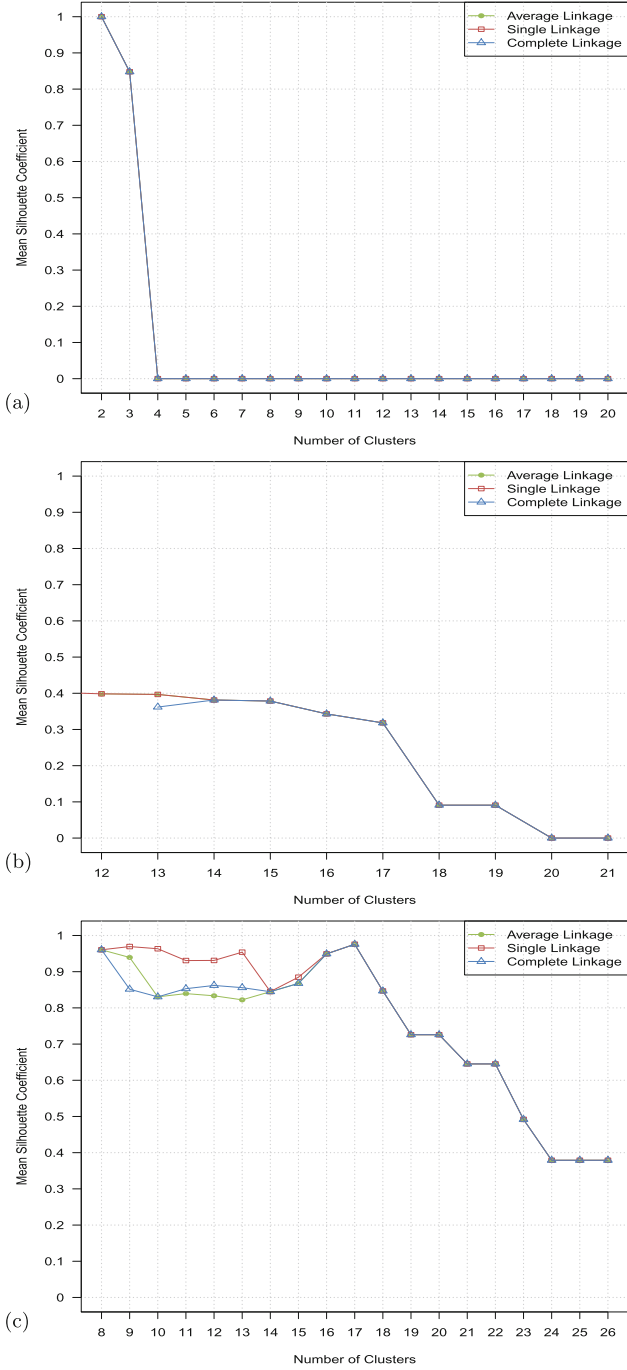 1
0.9
0.8
0.7
0.6
0.5
0.4
0.3
0.2
0.1
0
Mean Silhouette Coefficient
Average Linkage
Single Linkage
Complete Linkage
2 3 4 5 6 7 8 9 10 11 12 13 14 15 16 17 18 19 20
Number of Clusters
(a)
1
0.9
0.8
0.7
0.6
0.5
0.4
0.3
0.2
0.1
0
Mean Silhouette Coefficient
Average Linkage
Single Linkage
Complete Linkage
12 13 14 15 16 17 18 19 20 21
Number of Clusters
(b)
1
0.9
0.8
0.7
0.6
0.5
0.4
0.3
0.2
0.1
0
Mean Silhouette Coefficient
Average Linkage
Single Linkage
Complete Linkage
8 9 10 11 12 13 14 15 16 17 18 19 20 21 22 23 24 25 26
Number of Clusters
(c)